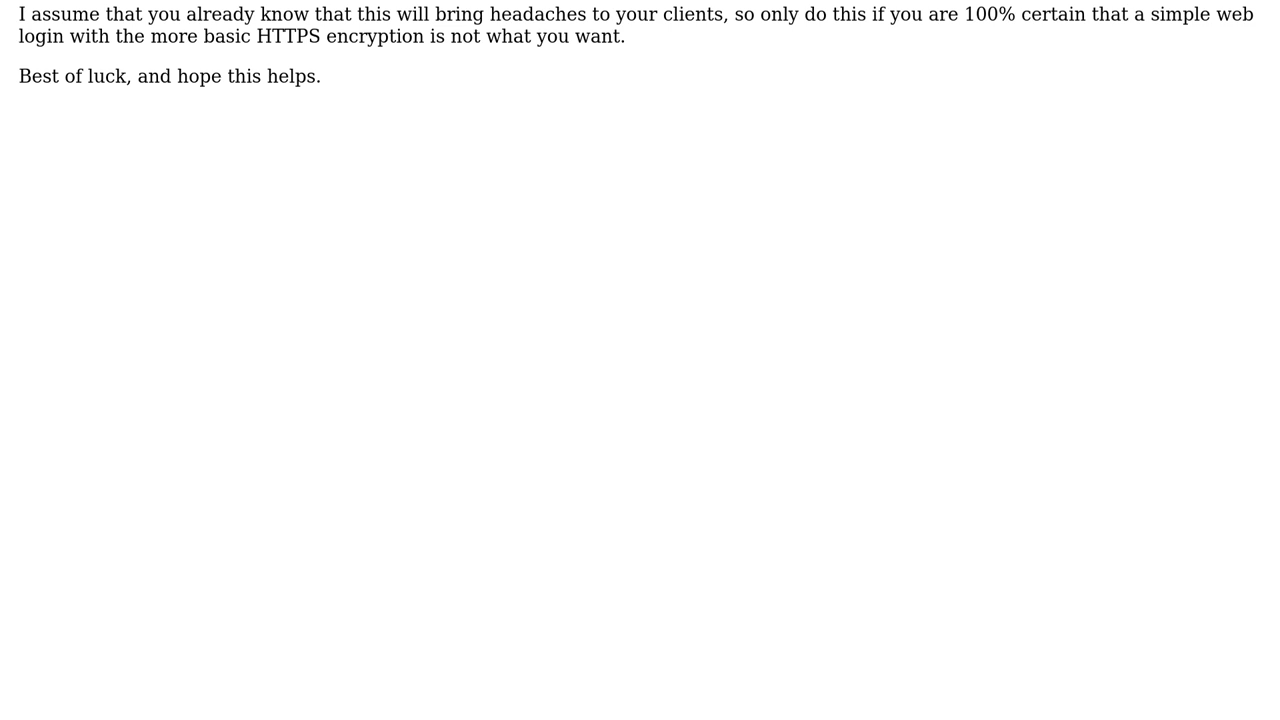 I assume that you already know that this will bring headaches to your clients, so only do this if you are 100% certain that a simple web
login with the more basic HTTPS encryption is not what you want.
Best of luck, and hope this helps.